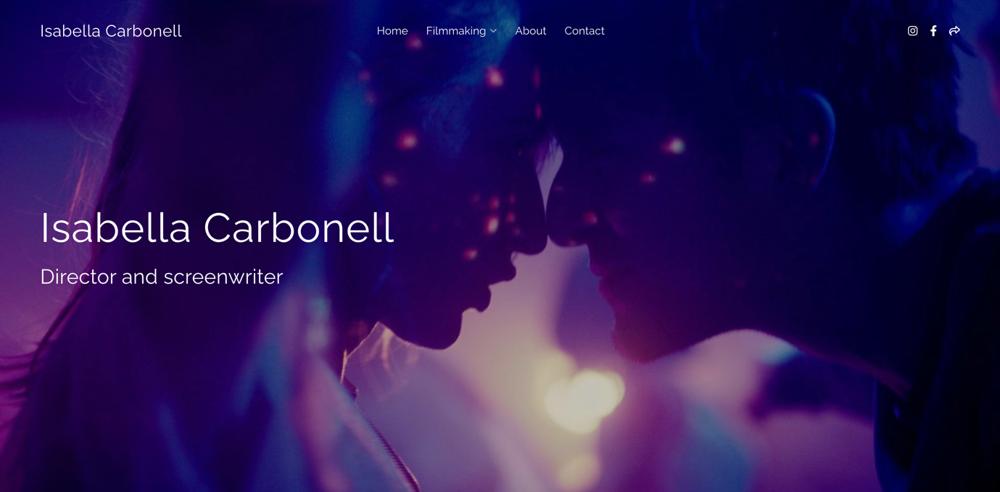 Isabella Carbonell
Home Filmmaking About Contact
Isabella Carbonell
Director and screenwriter